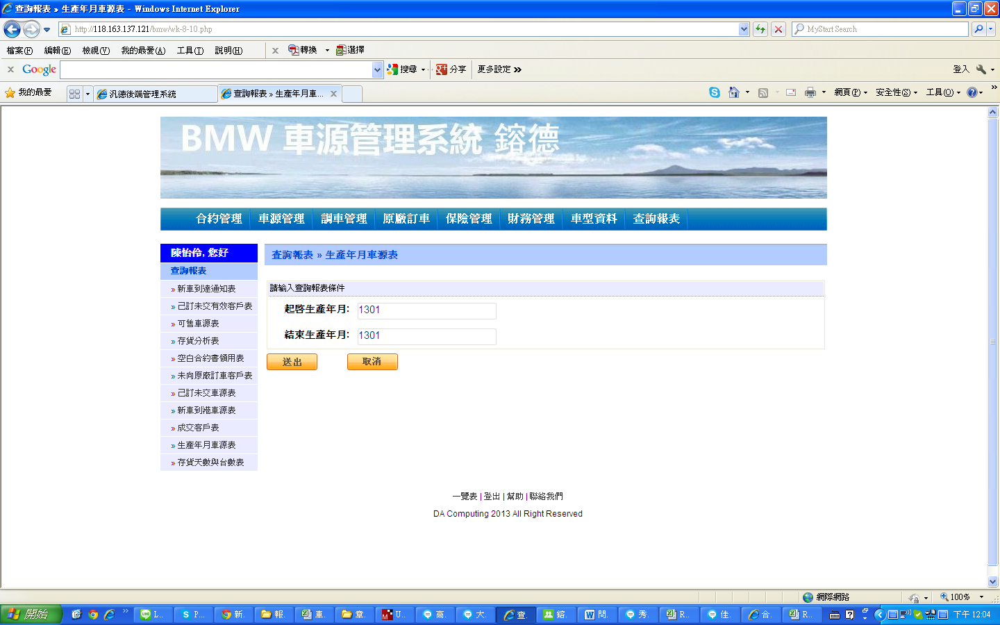 查詢報表 » 生產年月車源表 - Windows Internet Explorer
http://118.163.137.121/bmw/wk-8-10.php
MyStart Search
檔案(F) 編輯(E) 檢視(V) 我的最愛(A) 工具(T) 說明(H)
x 轉換 選擇
x Google 搜尋 分享 更多設定 » 登入
我的最愛 汎德後端管理系統 查詢報表 » 生產年月車... 網頁(P) 安全性(S) 工具(O)
BMW 車源管理系統 鎔德
合約管理 車源管理 調車管理 原廠訂車 保險管理 財務管理 車型資料 查詢報表
陳怡伶, 您好
查詢報表
» 新車到達通知表
» 己訂未交有效客戶表
» 可售車源表
» 存貨分析表
» 空白合約書領用表
» 未向原廠訂車客戶表
» 己訂未交車源表
» 新車到港車源表
» 成交客戶表
» 生產年月車源表
» 存貨天數與台數表
查詢報表 » 生產年月車源表
請输入查詢報表條件
起啓生產年月: 1301
結束生產年月: 1301
送出 取消
一覽表 | 登出 | 幫助 | 聯絡我們
DA Computing 2013 All Right Reserved
網際網路 100%
開始 L... P... 新. 報. 車. 章. U.. 高. 大. 查. 鎔. 問. 秀. R.. 佳. 合. R.. 下午 12:04